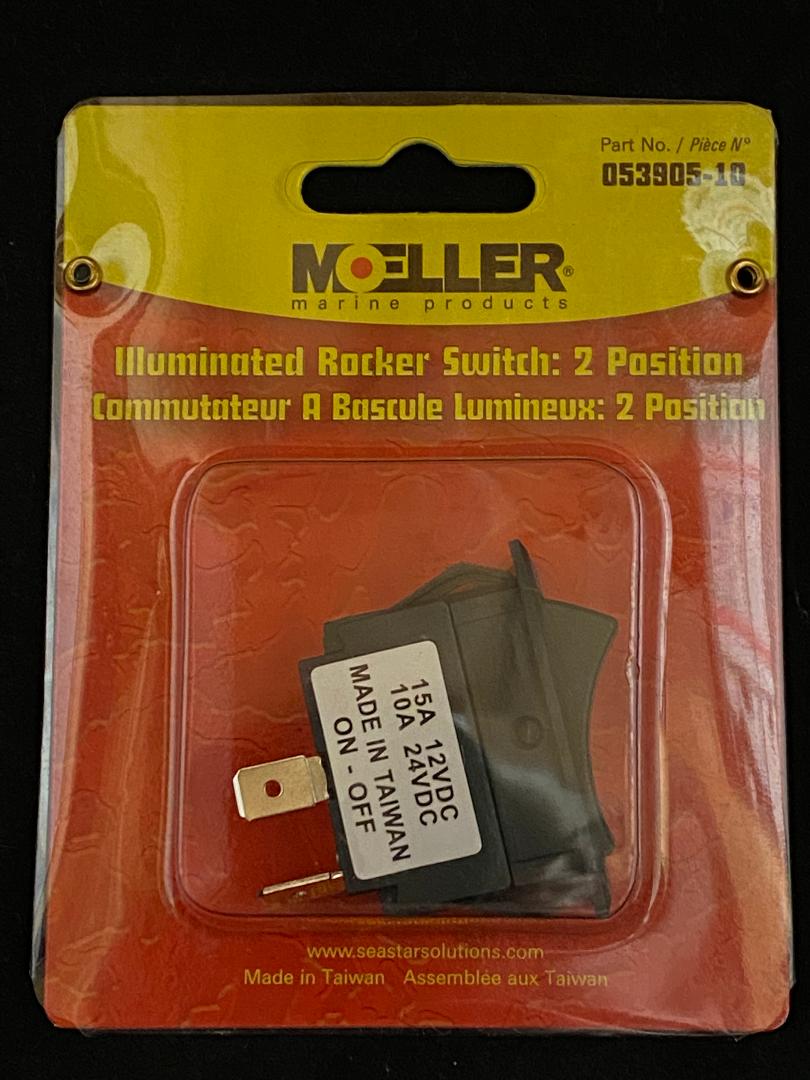 Part No. / Pièce N°
053905-10
MOELLER®
marine products
Illuminated Rocker Switch: 2 Position
Commutateur A Bascule Lumineux: 2 Position
15A 12VDC
10A 24VDC
MADE IN TAIWAN
ON - OFF
www.seastarsolutions.com
Made in Taiwan Assemblée aux Taiwan